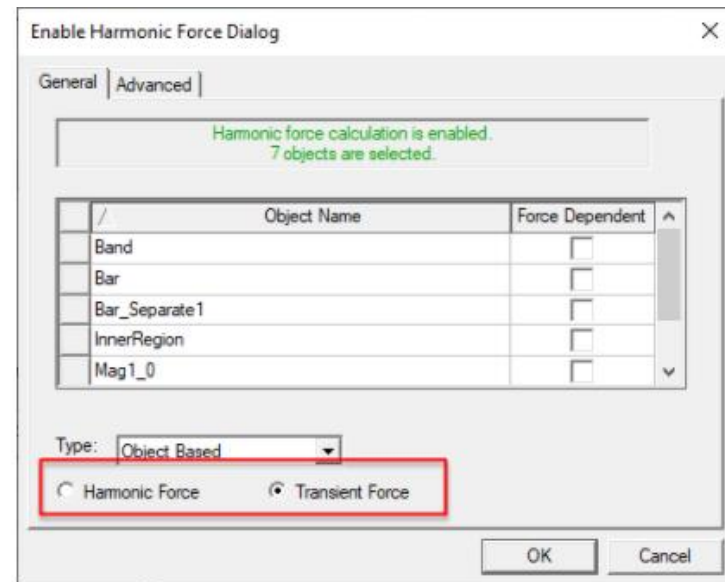 Enable Harmonic Force Dialog
General Advanced
Harmonic force calculation is enabled.
7 objects are selected.
/ Object Name Force Dependent
Band
Bar
Bar_Separate1
InnerRegion
Mag1_0
Type: Object Based
Harmonic Force Transient Force
OK Cancel